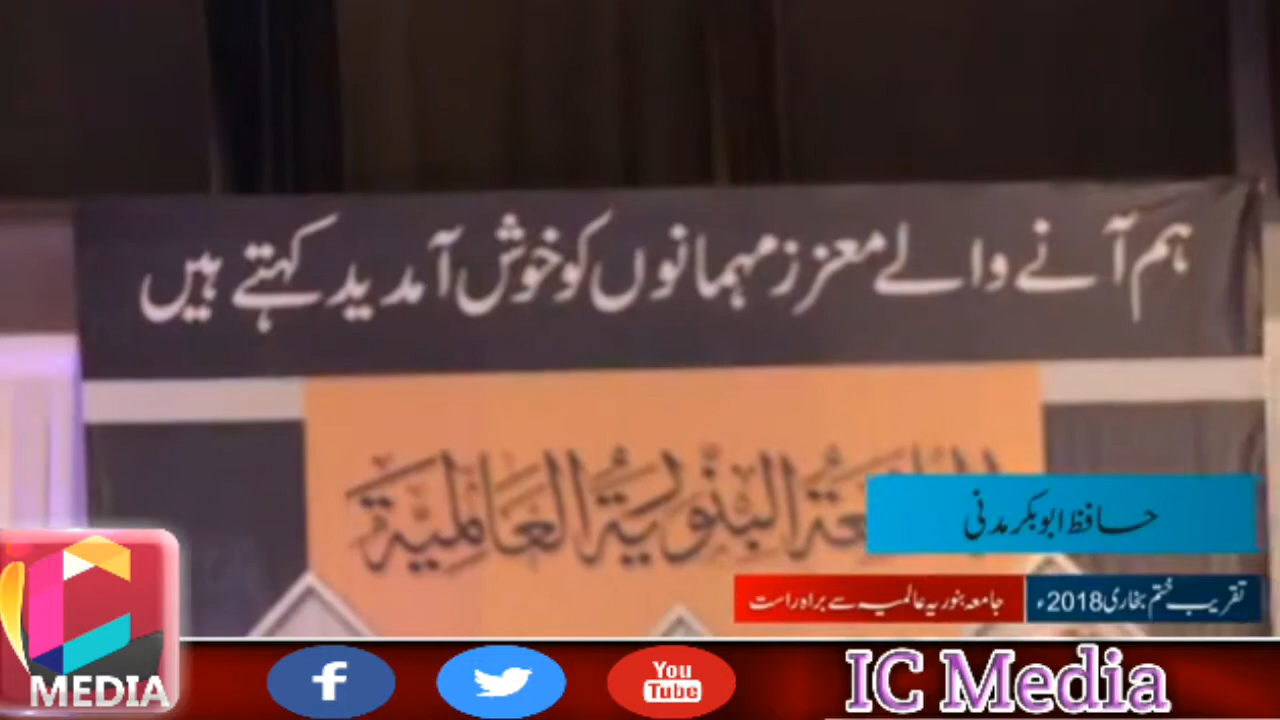 ہم آنے والے معزز مہمانوں کو خوش آمدید کہتے ہیں
البنورية العالمية
حافظ ابوبکر مدنی
تقریب ختم بخاری 2018ء
جامعہ بنوریہ عالمیہ سے براہ راست
MEDIA
f
You
Tube
IC Media